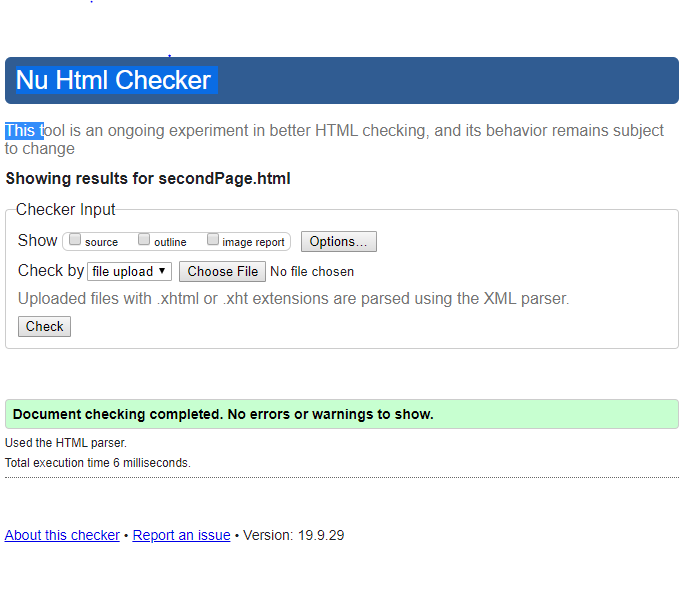 Nu Html Checker
This tool is an ongoing experiment in better HTML checking, and its behavior remains subject
to change
Showing results for secondPage.html
Checker Input
Show source outline image report Options...
Check by file upload ▼ Choose File No file chosen
Uploaded files with .xhtml or .xht extensions are parsed using the XML parser.
Check
Document checking completed. No errors or warnings to show.
Used the HTML parser.
Total execution time 6 milliseconds.
About this checker • Report an issue • Version: 19.9.29